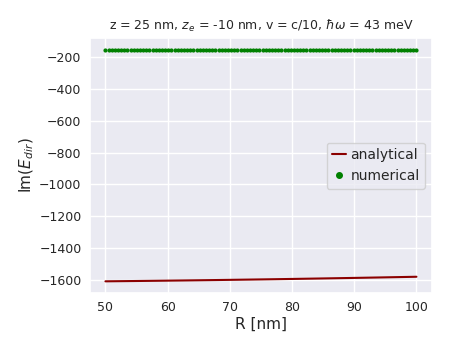 z = 25 nm, zₑ = -10 nm, v = c/10, ℏω = 43 meV
−200
−400
−600
−800
−1000
−1200
−1400
−1600
Im(E_dir)
analytical
numerical
50
60
70
80
90
100
R [nm]